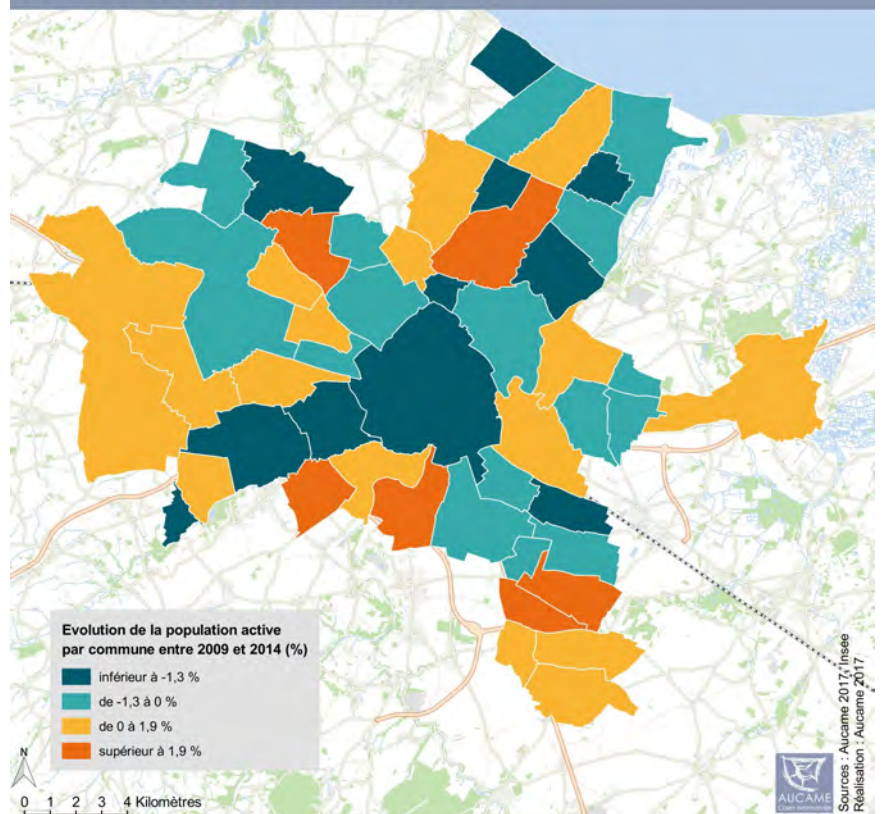 Evolution de la population active
par commune entre 2009 et 2014 (%)
inférieur à -1,3 %
de -1,3 à 0 %
de 0 à 1,9 %
supérieur à 1,9 %
N
0 1 2 3 4 Kilomètres
AUCAME
Caen Normandie
Sources : Aucame 2017, Insee
Réalisation : Aucame 2017